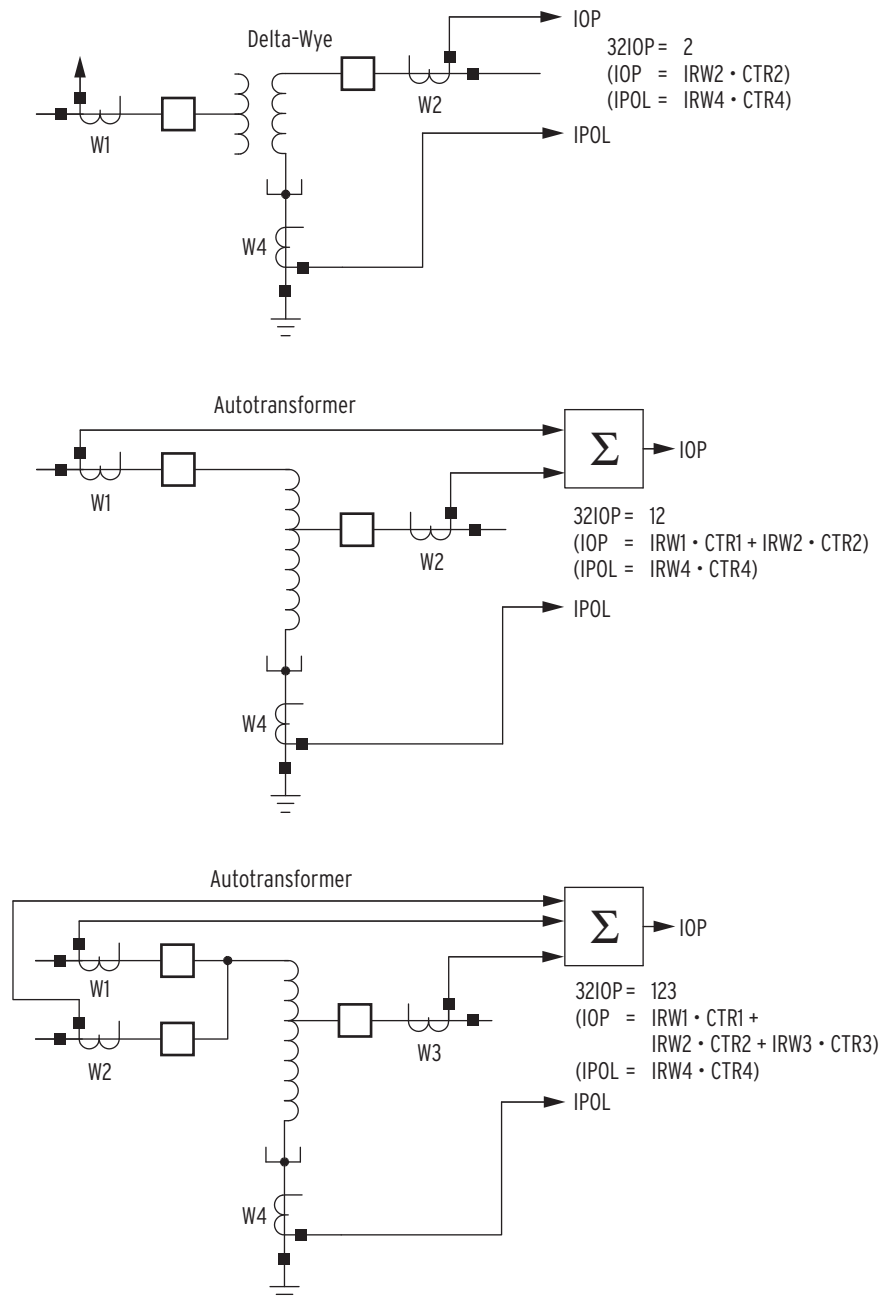 IOP
Delta-Wye
32IOP = 2
(IOP = IRW2 • CTR2)
(IPOL = IRW4 • CTR4)
W2
W1
IPOL
W4
Autotransformer
Σ
IOP
W1
W2
32IOP = 12
(IOP = IRW1 • CTR1 + IRW2 • CTR2)
(IPOL = IRW4 • CTR4)
IPOL
W4
Autotransformer
Σ
IOP
W1
W2
W3
32IOP = 123
(IOP = IRW1 • CTR1 +
IRW2 • CTR2 + IRW3 • CTR3)
(IPOL = IRW4 • CTR4)
IPOL
W4